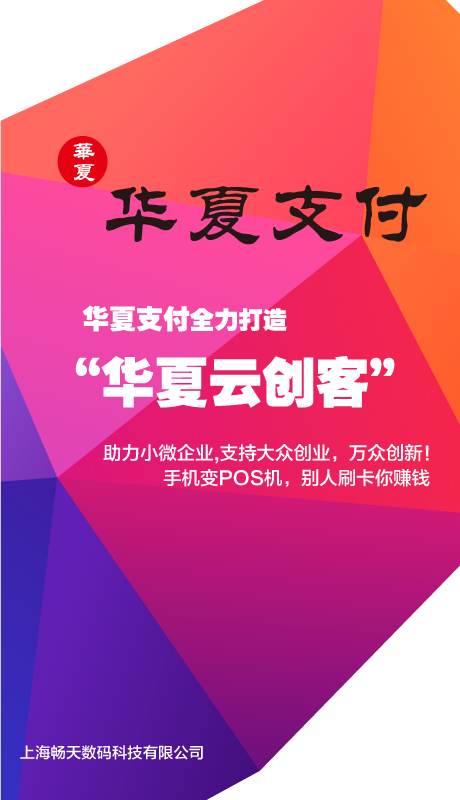 華
夏
华夏支付
华夏支付全力打造
“华夏云创客”
助力小微企业,支持大众创业，万众创新!
手机变POS机，别人刷卡你赚钱
上海畅天数码科技有限公司